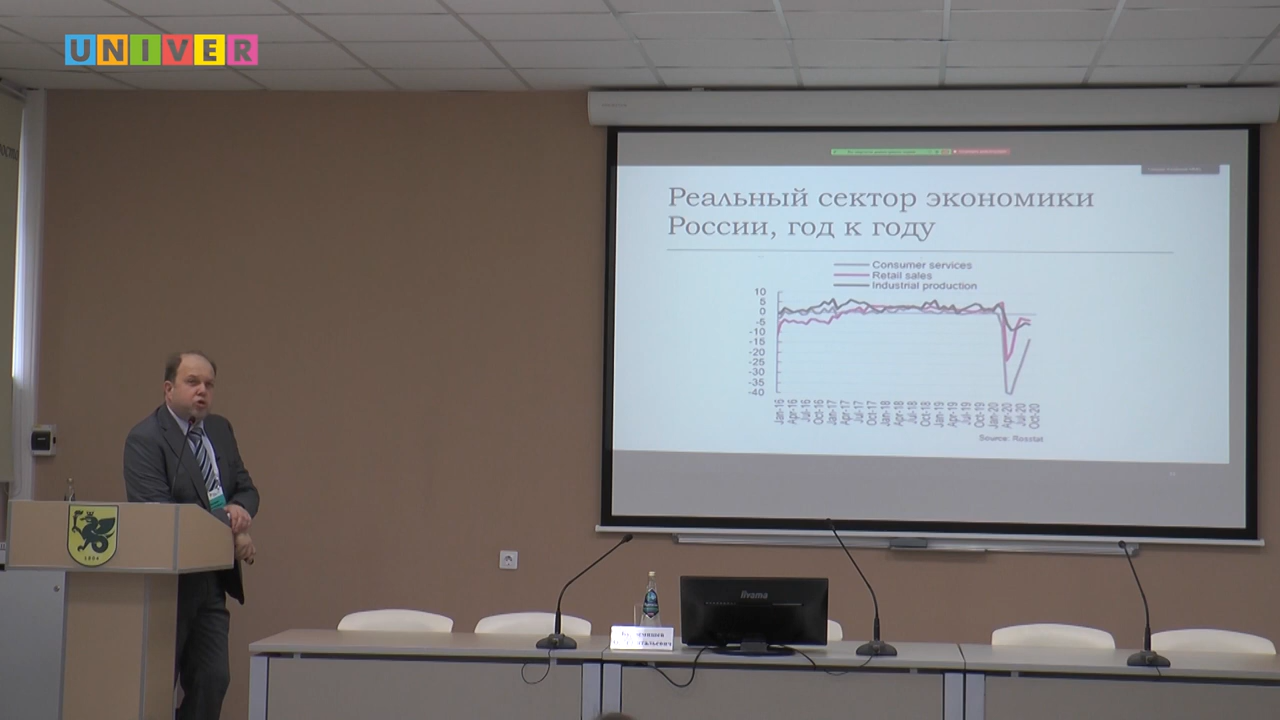 UNIVER
Реальный сектор экономики
России, год к году
Consumer services
Retail sales
Industrial production
10
5
0
-5
-10
-15
-20
-25
-30
-35
-40
Jan-16
Apr-16
Jul-16
Oct-16
Jan-17
Apr-17
Jul-17
Oct-17
Jan-18
Apr-18
Jul-18
Oct-18
Jan-19
Apr-19
Jul-19
Oct-19
Jan-20
Apr-20
Jul-20
Oct-20
Source: Rosstat
1804
iiyama